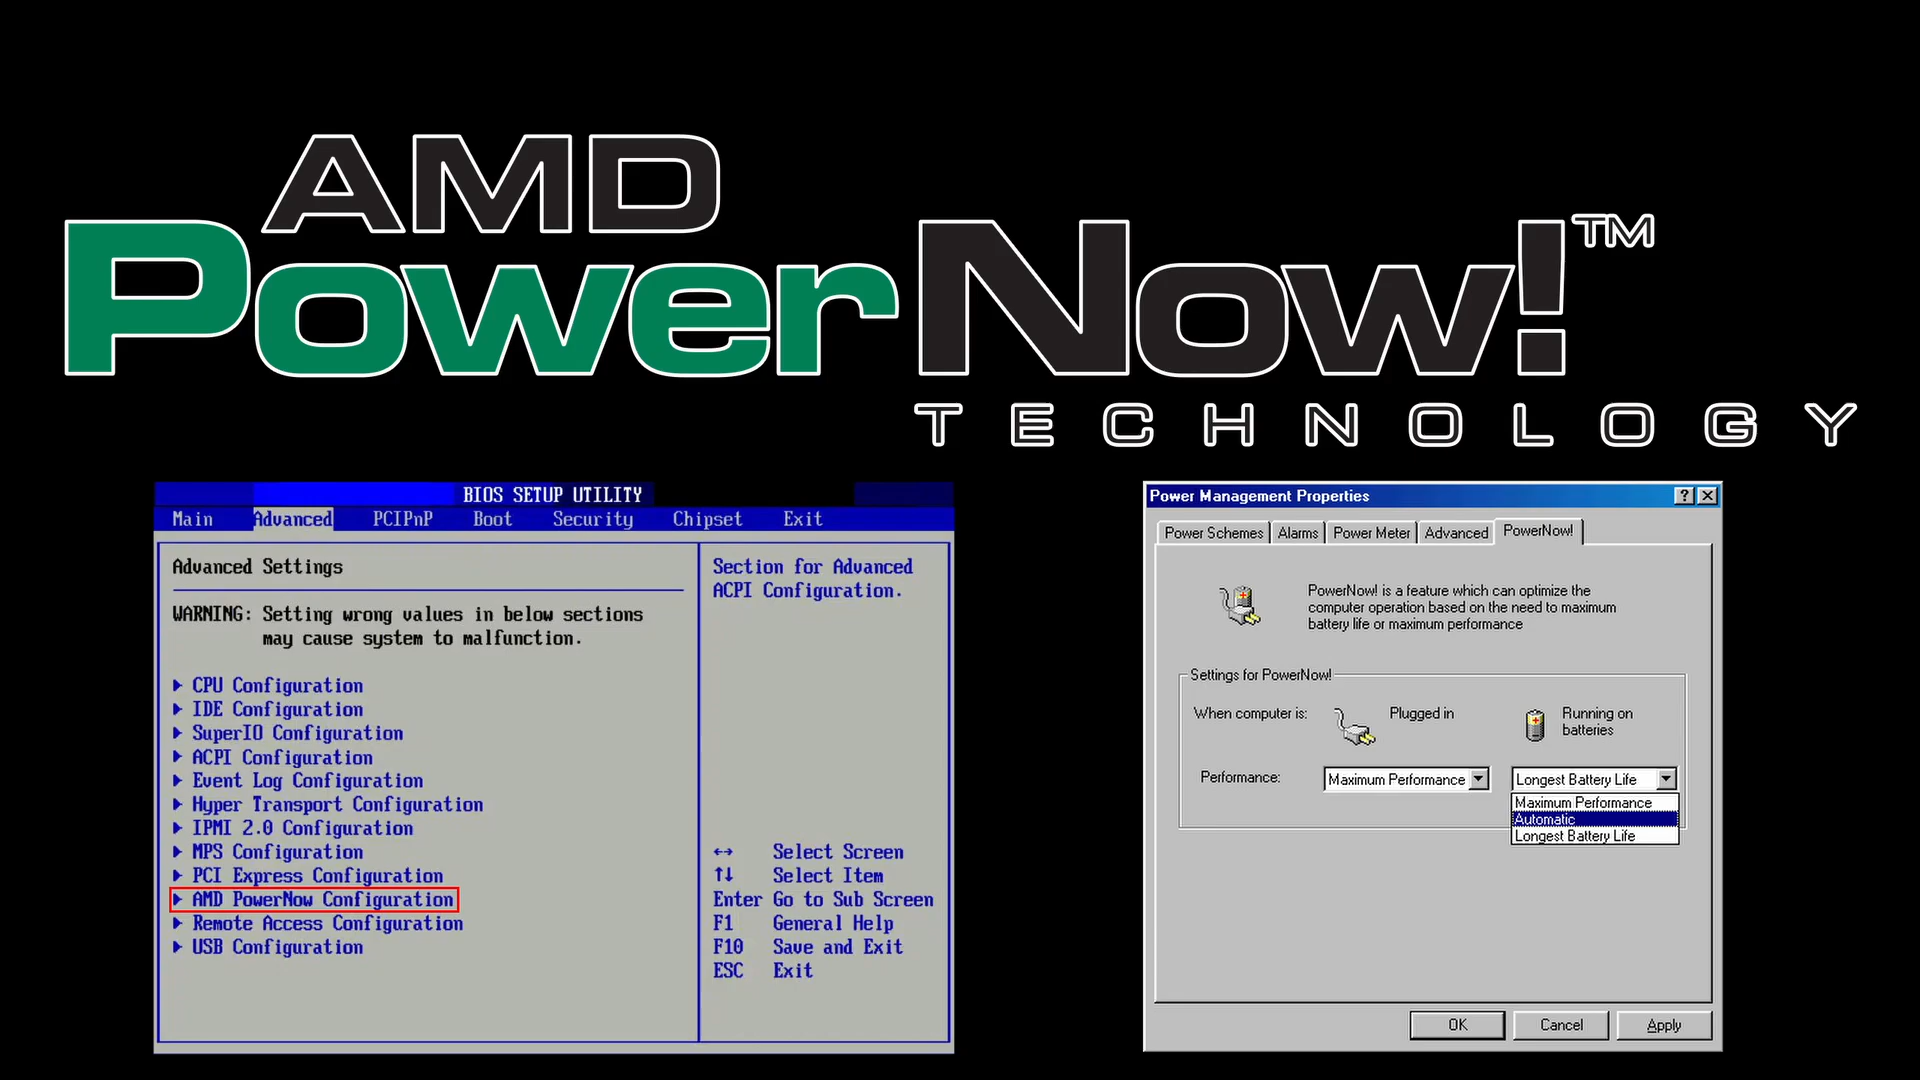 AMD
PowerNow!™
TECHNOLOGY
BIOS SETUP UTILITY
Main Advanced PCIPnP Boot Security Chipset Exit
Advanced Settings
WARNING: Setting wrong values in below sections
may cause system to malfunction.
CPU Configuration
IDE Configuration
SuperIO Configuration
ACPI Configuration
Event Log Configuration
Hyper Transport Configuration
IPMI 2.0 Configuration
MPS Configuration
PCI Express Configuration
AMD PowerNow Configuration
Remote Access Configuration
USB Configuration
Section for Advanced
ACPI Configuration.
↔ Select Screen
↑↓ Select Item
Enter Go to Sub Screen
F1 General Help
F10 Save and Exit
ESC Exit
Power Management Properties
Power Schemes Alarms Power Meter Advanced PowerNow!
PowerNow! is a feature which can optimize the
computer operation based on the need to maximum
battery life or maximum performance
Settings for PowerNow!
When computer is: Plugged in Running on
batteries
Performance: Maximum Performance Longest Battery Life
Maximum Performance
Automatic
Longest Battery Life
OK Cancel Apply